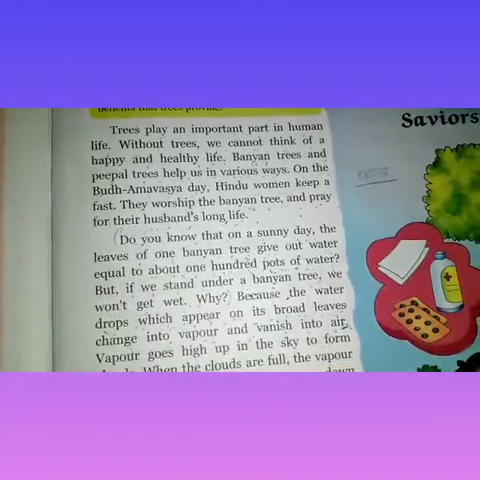 benefits that trees provide.
Saviors
Trees play an important part in human
life. Without trees, we cannot think of a
happy and healthy life. Banyan trees and
peepal trees help us in various ways. On the
Budh-Amavasya day, Hindu women keep a
fast. They worship the banyan tree, and pray
for their husband's long life.
(Do you know that on a sunny day, the
leaves of one banyan tree give out water
equal to about one hundred pots of water?
But, if we stand under a banyan tree, we
won't get wet. Why? Because the water
drops which appear on its broad leaves
change into vapour and vanish into air.
Vapour goes high up in the sky to form
When the clouds are full, the vapour
down